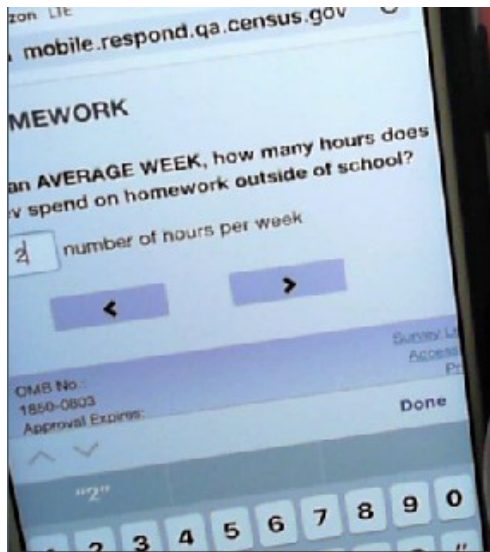 zon LTE
mobile.respond.qa.census.gov
MEWORK
an AVERAGE WEEK, how many hours does
v spend on homework outside of school?
2 number of hours per week
< >
OMB No.:
1850-0803
Approval Expires:
Survey
Access
Pr
Done
"2"
2 3 4 5 6 7 8 9 0